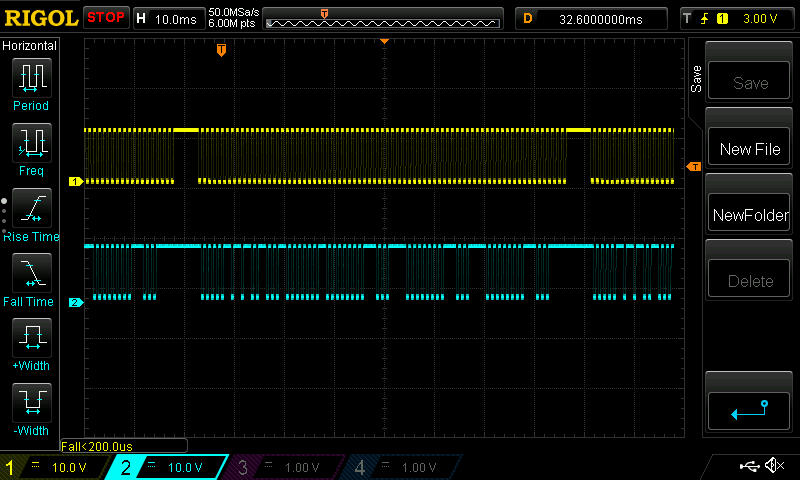 RIGOL STOP H 10.0ms 50.0MSa/s 6.00M pts T D 32.6000000ms T 1 3.00 V
Horizontal
Period
Freq
Rise Time
Fall Time
+Width
-Width
T
1
2
T
Save
Save
New File
NewFolder
Delete
Fall<200.0us
1 10.0 V 2 10.0 V 3 1.00 V 4 1.00 V